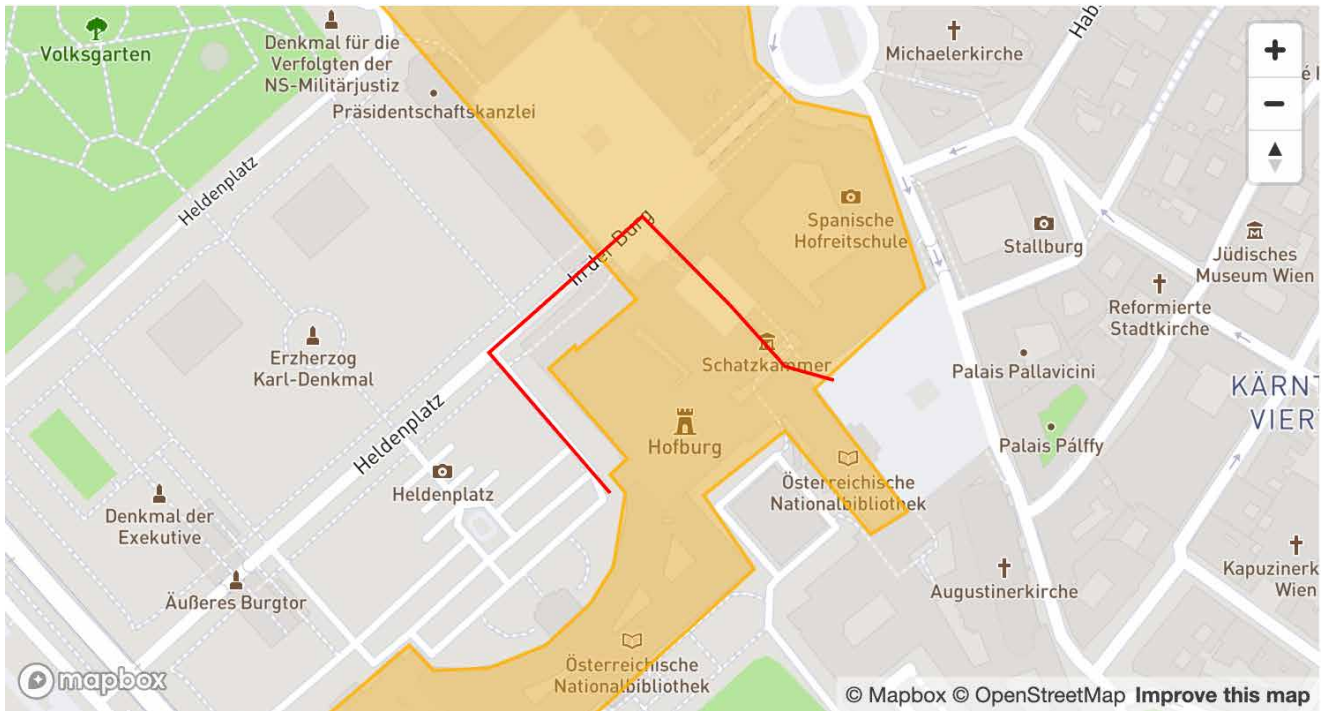 Volksgarten
Denkmal für die
Verfolgten der
NS-Militärjustiz
Präsidentschaftskanzlei
Michaelerkirche
Heldenplatz
In der Burg
Spanische
Hofreitschule
Stallburg
Jüdisches
Museum Wien
Reformierte
Stadtkirche
Erzherzog
Karl-Denkmal
Schatzkammer
Palais Pallavicini
KÄRN
VIER
Heldenplatz
Hofburg
Palais Pálffy
Heldenplatz
Österreichische
Nationalbibliothek
Denkmal der
Exekutive
Äußeres Burgtor
Augustinerkirche
Kapuzinerk
Wien
Österreichische
Nationalbibliothek
mapbox
© Mapbox © OpenStreetMap Improve this map